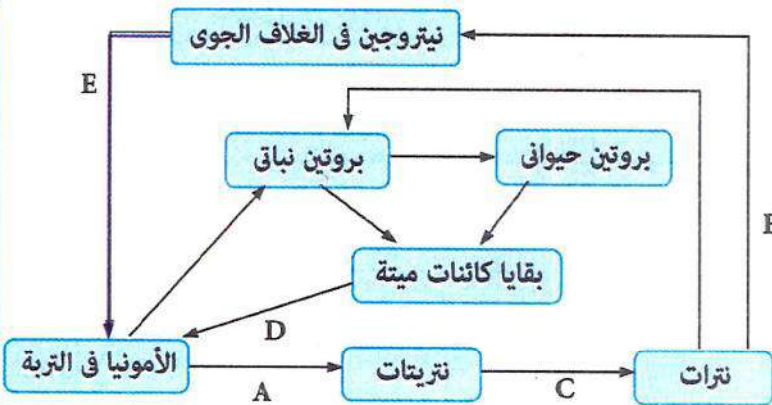 نيتروجين فى الغلاف الجوى
E
بروتين نباتى
بروتين حيوانى
بقايا كائنات ميتة
D
الأمونيا فى التربة
A
نتريتات
C
نترات